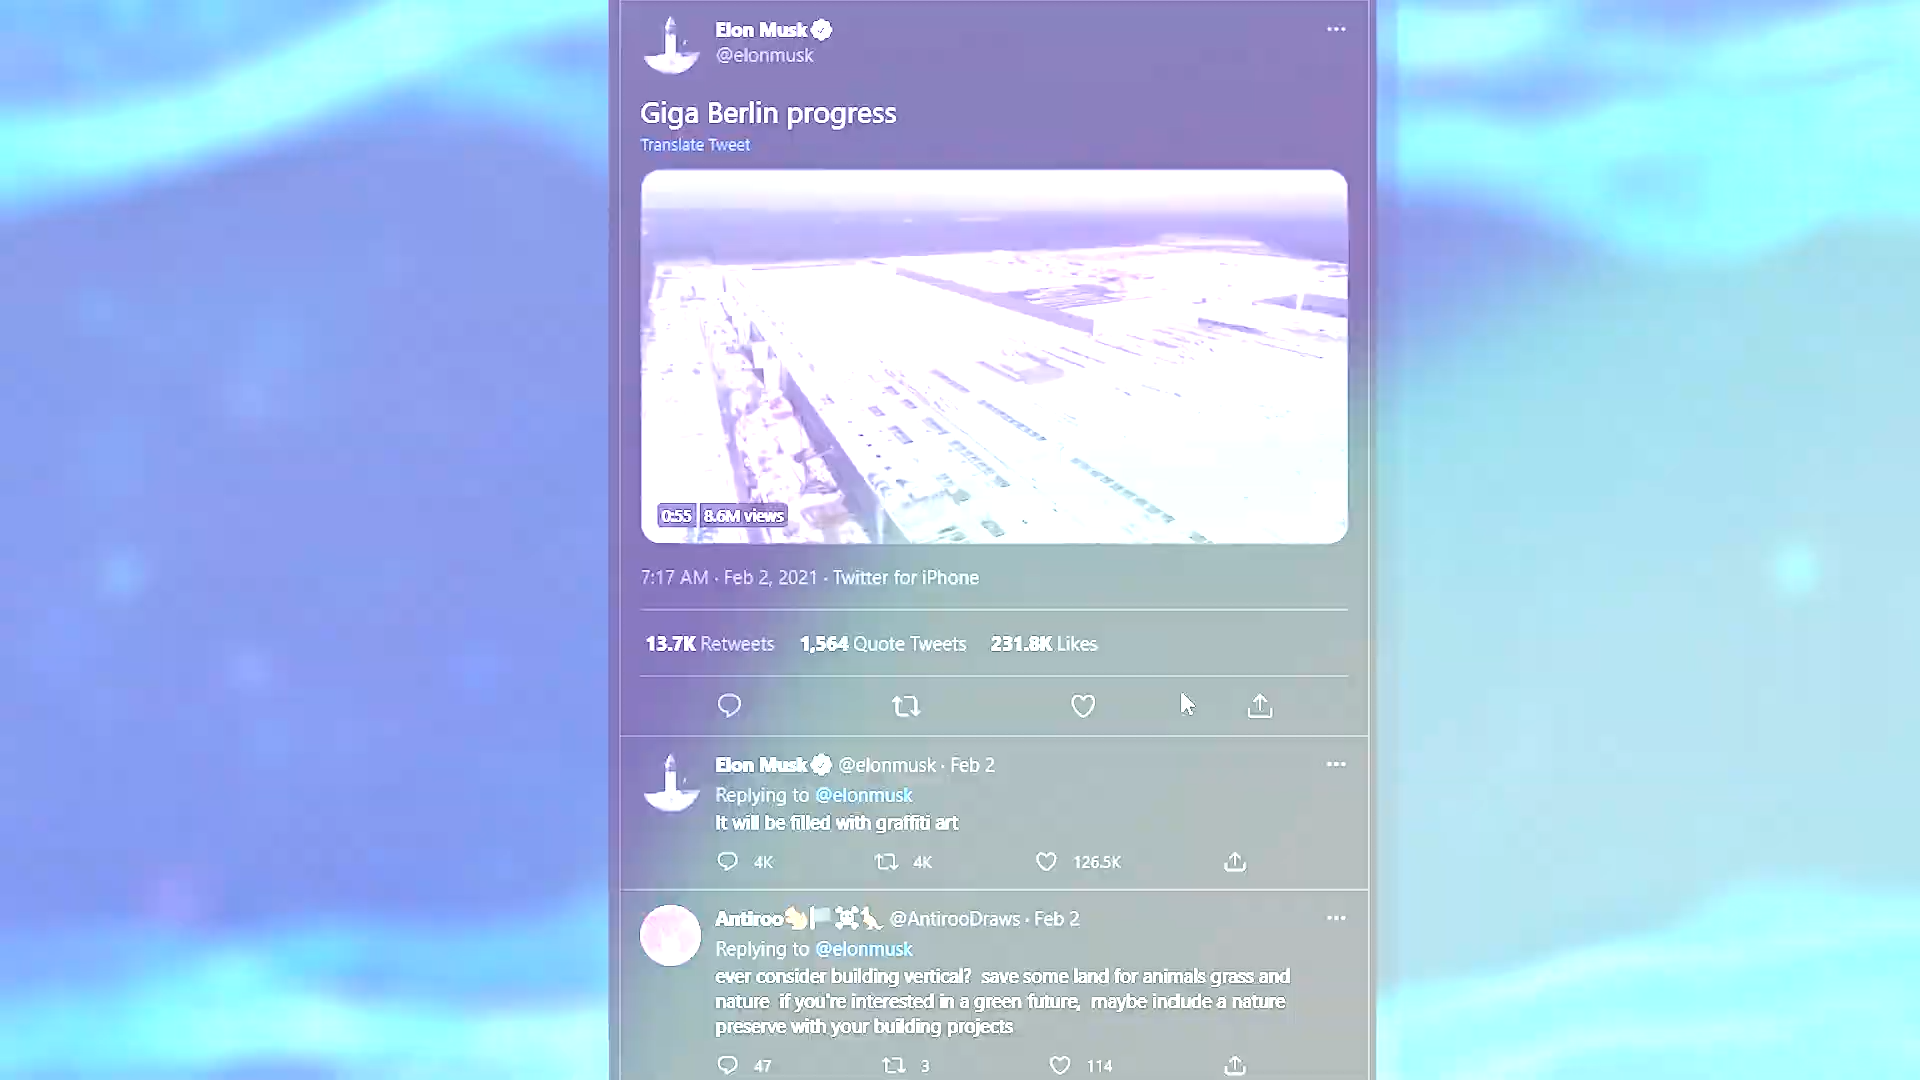 Elon Musk
@elonmusk
Giga Berlin progress
Translate Tweet
0:55 8.6M views
7:17 AM · Feb 2, 2021 · Twitter for iPhone
13.7K Retweets 1,564 Quote Tweets 231.8K Likes
Elon Musk @elonmusk · Feb 2
Replying to @elonmusk
It will be filled with graffiti art
4K 4K 126.5K
Antiroo @AntirooDraws · Feb 2
Replying to @elonmusk
ever consider building vertical? save some land for animals grass and
nature if you're interested in a green future, maybe include a nature
preserve with your building projects
47 3 114